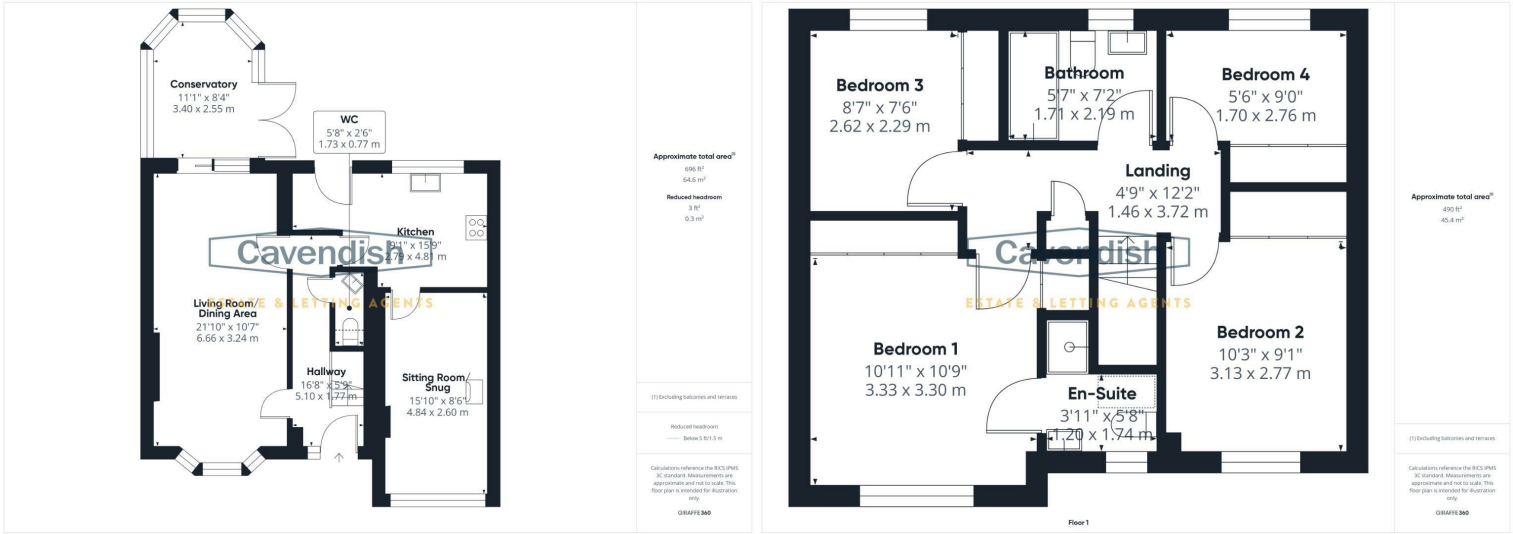 Conservatory
11'1" x 8'4"
3.40 x 2.55 m
WC
5'8" x 2'6"
1.73 x 0.77 m
Kitchen
9'1" x 15'9"
2.79 x 4.81 m
Cavendish
ESTATE & LETTING AGENTS
Living Room/
Dining Area
21'10" x 10'7"
6.66 x 3.24 m
Hallway
16'8" x 5'9"
5.10 x 1.77 m
Sitting Room/
Snug
15'10" x 8'6"
4.84 x 2.60 m
Approximate total area⁽¹⁾
696 ft²
64.6 m²
Reduced headroom
3 ft²
0.3 m²
(1) Excluding balconies and terraces
Reduced headroom
Below 5 ft/1.5 m
Calculations reference the RICS IPMS
3C standard. Measurements are
approximate and not to scale. This
floor plan is intended for illustration
only.
GIRAFFE360
Bedroom 3
8'7" x 7'6"
2.62 x 2.29 m
Bathroom
5'7" x 7'2"
1.71 x 2.19 m
Bedroom 4
5'6" x 9'0"
1.70 x 2.76 m
Landing
4'9" x 12'2"
1.46 x 3.72 m
Cavendish
ESTATE & LETTING AGENTS
Bedroom 1
10'11" x 10'9"
3.33 x 3.30 m
Bedroom 2
10'3" x 9'1"
3.13 x 2.77 m
En-Suite
3'11" x 5'8"
1.20 x 1.74 m
Floor 1
Approximate total area⁽¹⁾
490 ft²
45.4 m²
(1) Excluding balconies and terraces
Calculations reference the RICS IPMS
3C standard. Measurements are
approximate and not to scale. This
floor plan is intended for illustration
only.
GIRAFFE360